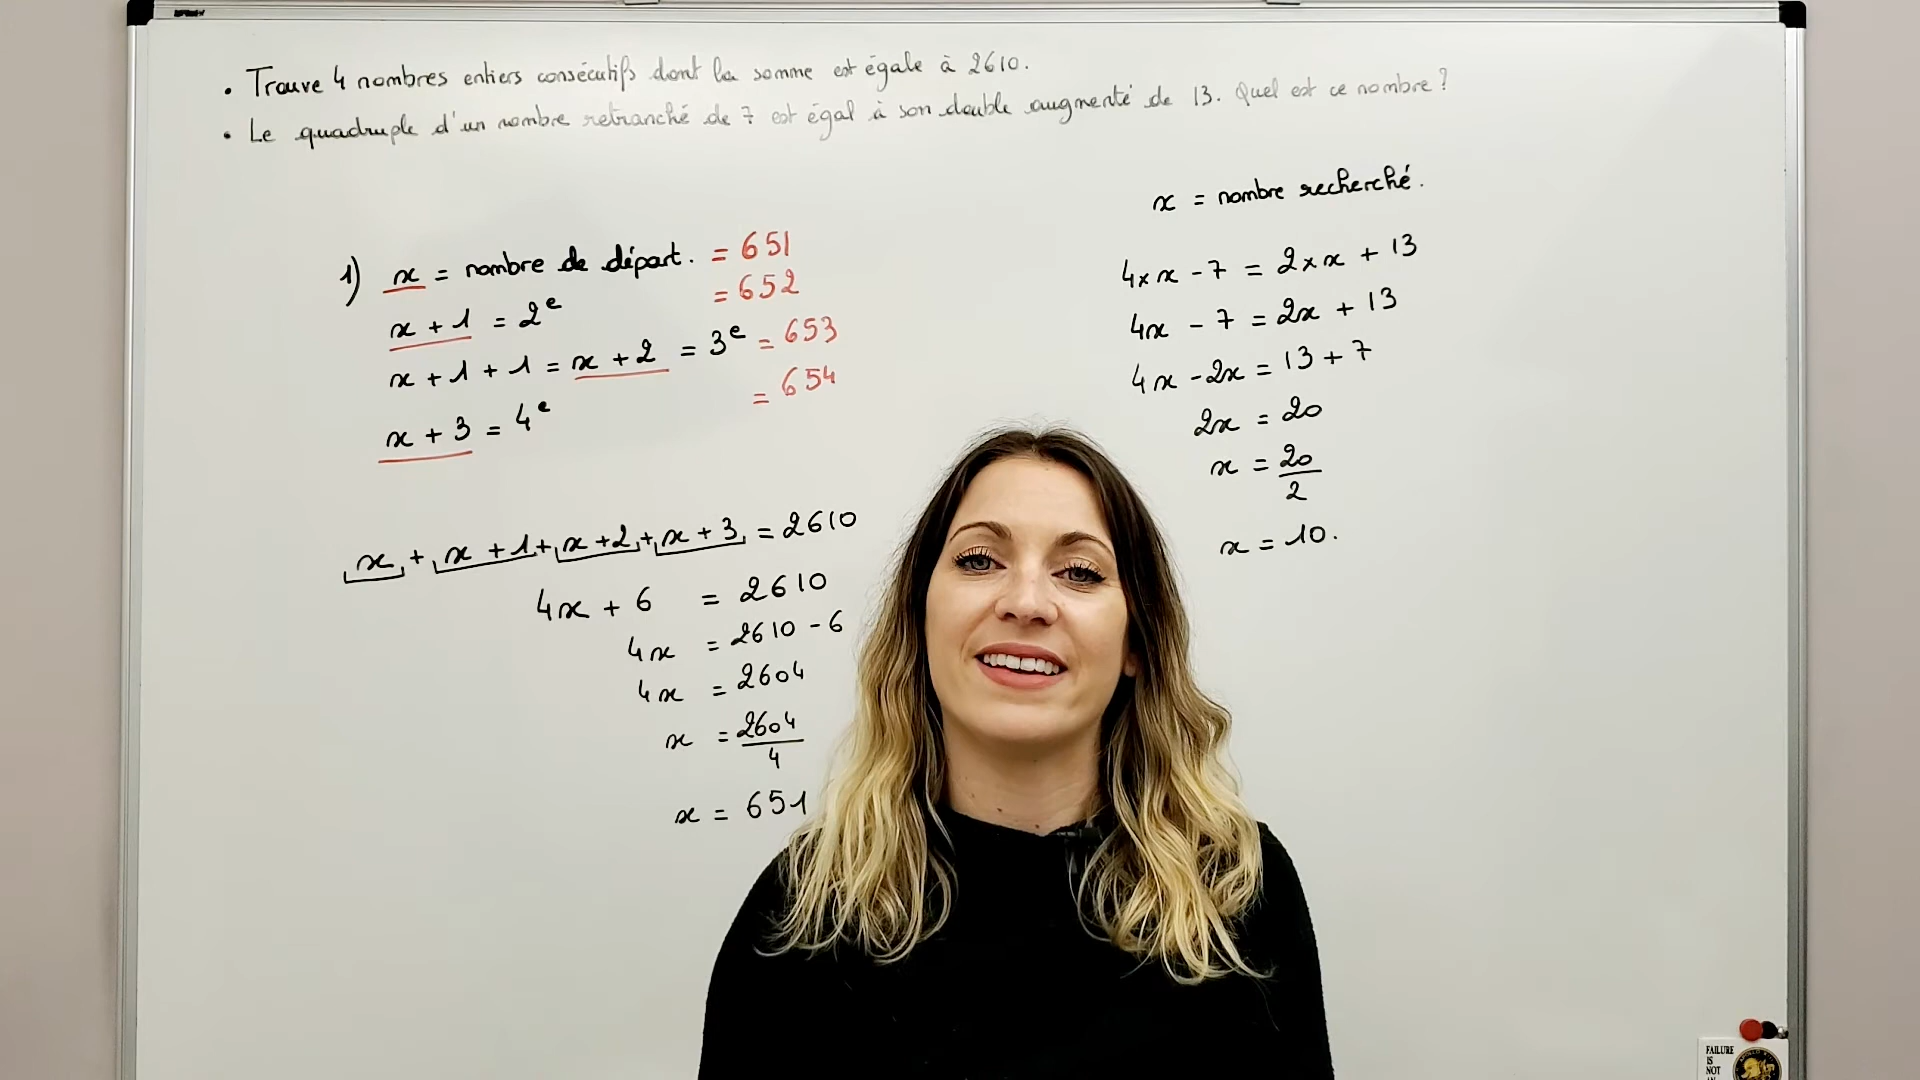 • Trouve 4 nombres entiers consécutifs dont la somme est égale à 2610.
• Le quadruple d'un nombre retranché de 7 est égal à son double augmenté de 13. Quel est ce nombre ?
1) x = nombre de départ. = 651
x + 1 = 2e = 652
x + 1 + 1 = x + 2 = 3e = 653
x + 3 = 4e = 654
x + x + 1 + x + 2 + x + 3 = 2610
4x + 6 = 2610
4x = 2610 - 6
4x = 2604
x = 2604/4
x = 651
x = nombre recherché.
4 × x - 7 = 2 × x + 13
4x - 7 = 2x + 13
4x - 2x = 13 + 7
2x = 20
x = 20/2
x = 10.
FAILURE
IS
NOT